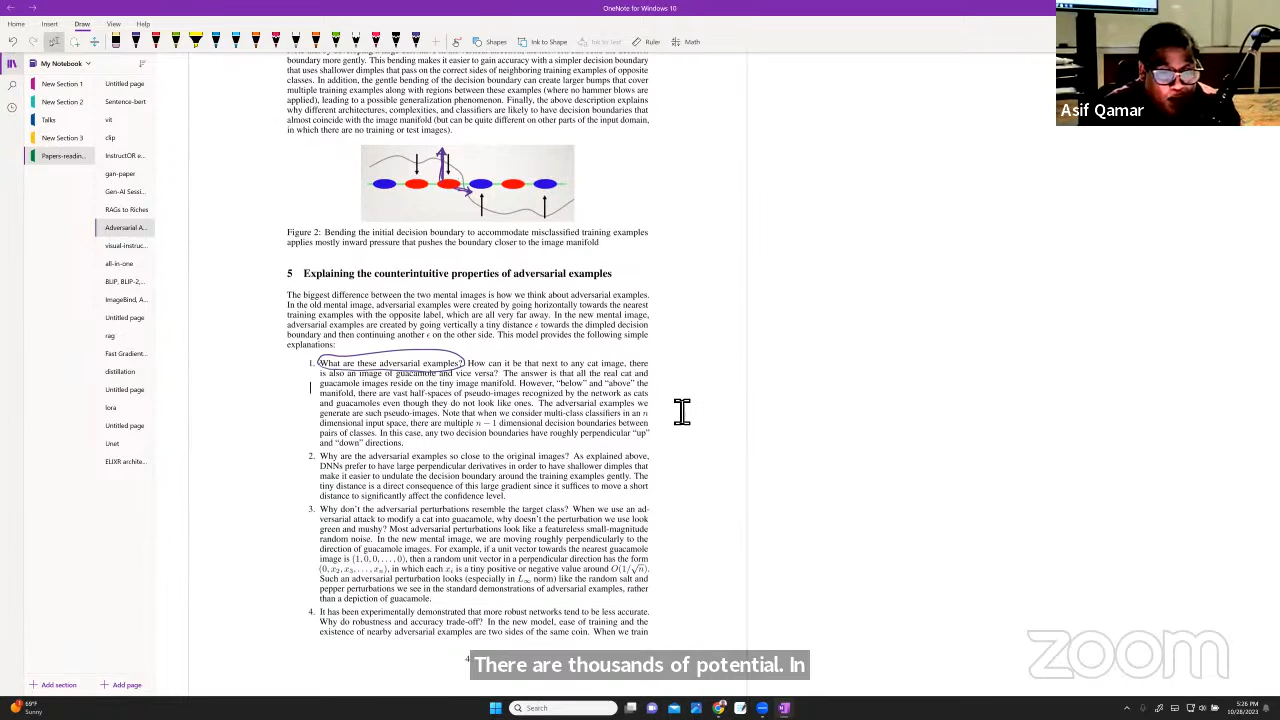 OneNote for Windows 10
Home Insert Draw View Help
Shapes Ink to Shape Ink to Text Ruler Math
My Notebook
New Section 1
New Section 2
Talks
New Section 3
Papers-readin...
Untitled page
Sentence-bert
vit
clip
InstructOR e...
gan-paper
Gen-AI Sessi...
RAGs to Riches
Adversarial A...
visual-instruc...
all-in-one
BLIP, BLIP-2,...
ImageBind, A...
Untitled page
rag
Fast Gradient...
distillation
Untitled page
lora
Untitled page
Unet
ELIXR archite...
Add section
Add page
boundary more gently. This bending makes it easier to gain accuracy with a simpler decision boundary
that uses shallower dimples that pass on the correct sides of neighboring training examples of opposite
classes. In addition, the gentle bending of the decision boundary can create larger bumps that cover
multiple training examples along with regions between these examples (where no hammer blows are
applied), leading to a possible generalization phenomenon. Finally, the above description explains
why different architectures, complexities, and classifiers are likely to have decision boundaries that
almost coincide with the image manifold (but can be quite different on other parts of the input domain,
in which there are no training or test images).
Figure 2: Bending the initial decision boundary to accommodate misclassified training examples
applies mostly inward pressure that pushes the boundary closer to the image manifold
5 Explaining the counterintuitive properties of adversarial examples
The biggest difference between the two mental images is how we think about adversarial examples.
In the old mental image, adversarial examples were created by going horizontally towards the nearest
training examples with the opposite label, which are all very far away. In the new mental image,
adversarial examples are created by going vertically a tiny distance ϵ towards the dimpled decision
boundary and then continuing another ϵ on the other side. This model provides the following simple
explanations:
1. What are these adversarial examples? How can it be that next to any cat image, there
is also an image of guacamole and vice versa? The answer is that all the real cat and
guacamole images reside on the tiny image manifold. However, “below” and “above” the
manifold, there are vast half-spaces of pseudo-images recognized by the network as cats
and guacamoles even though they do not look like ones. The adversarial examples we
generate are such pseudo-images. Note that when we consider multi-class classifiers in an n
dimensional input space, there are multiple n − 1 dimensional decision boundaries between
pairs of classes. In this case, any two decision boundaries have roughly perpendicular “up”
and “down” directions.
2. Why are the adversarial examples so close to the original images? As explained above,
DNNs prefer to have large perpendicular derivatives in order to have shallower dimples that
make it easier to undulate the decision boundary around the training examples gently. The
tiny distance is a direct consequence of this large gradient since it suffices to move a short
distance to significantly affect the confidence level.
3. Why don’t the adversarial perturbations resemble the target class? When we use an ad-
versarial attack to modify a cat into guacamole, why doesn’t the perturbation we use look
green and mushy? Most adversarial perturbations look like a featureless small-magnitude
random noise. In the new mental image, we are moving roughly perpendicularly to the
direction of guacamole images. For example, if a unit vector towards the nearest guacamole
image is (1, 0, 0, . . . , 0), then a random unit vector in a perpendicular direction has the form
(0, x₂, x₃, . . . , xₙ), in which each xᵢ is a tiny positive or negative value around O(1/√n).
Such an adversarial perturbation looks (especially in L∞ norm) like the random salt and
pepper perturbations we see in the standard demonstrations of adversarial examples, rather
than a depiction of guacamole.
4. It has been experimentally demonstrated that more robust networks tend to be less accurate.
Why do robustness and accuracy trade-off? In the new model, ease of training and the
existence of nearby adversarial examples are two sides of the same coin. When we train
Asif Qamar
There are thousands of potential. In
zoom
69°F
Sunny
Search
5:26 PM
10/28/2023